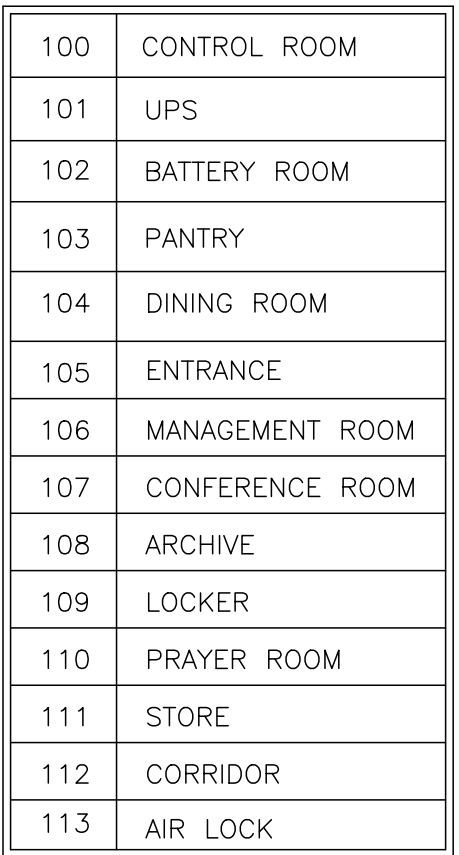 100 CONTROL ROOM
101 UPS
102 BATTERY ROOM
103 PANTRY
104 DINING ROOM
105 ENTRANCE
106 MANAGEMENT ROOM
107 CONFERENCE ROOM
108 ARCHIVE
109 LOCKER
110 PRAYER ROOM
111 STORE
112 CORRIDOR
113 AIR LOCK